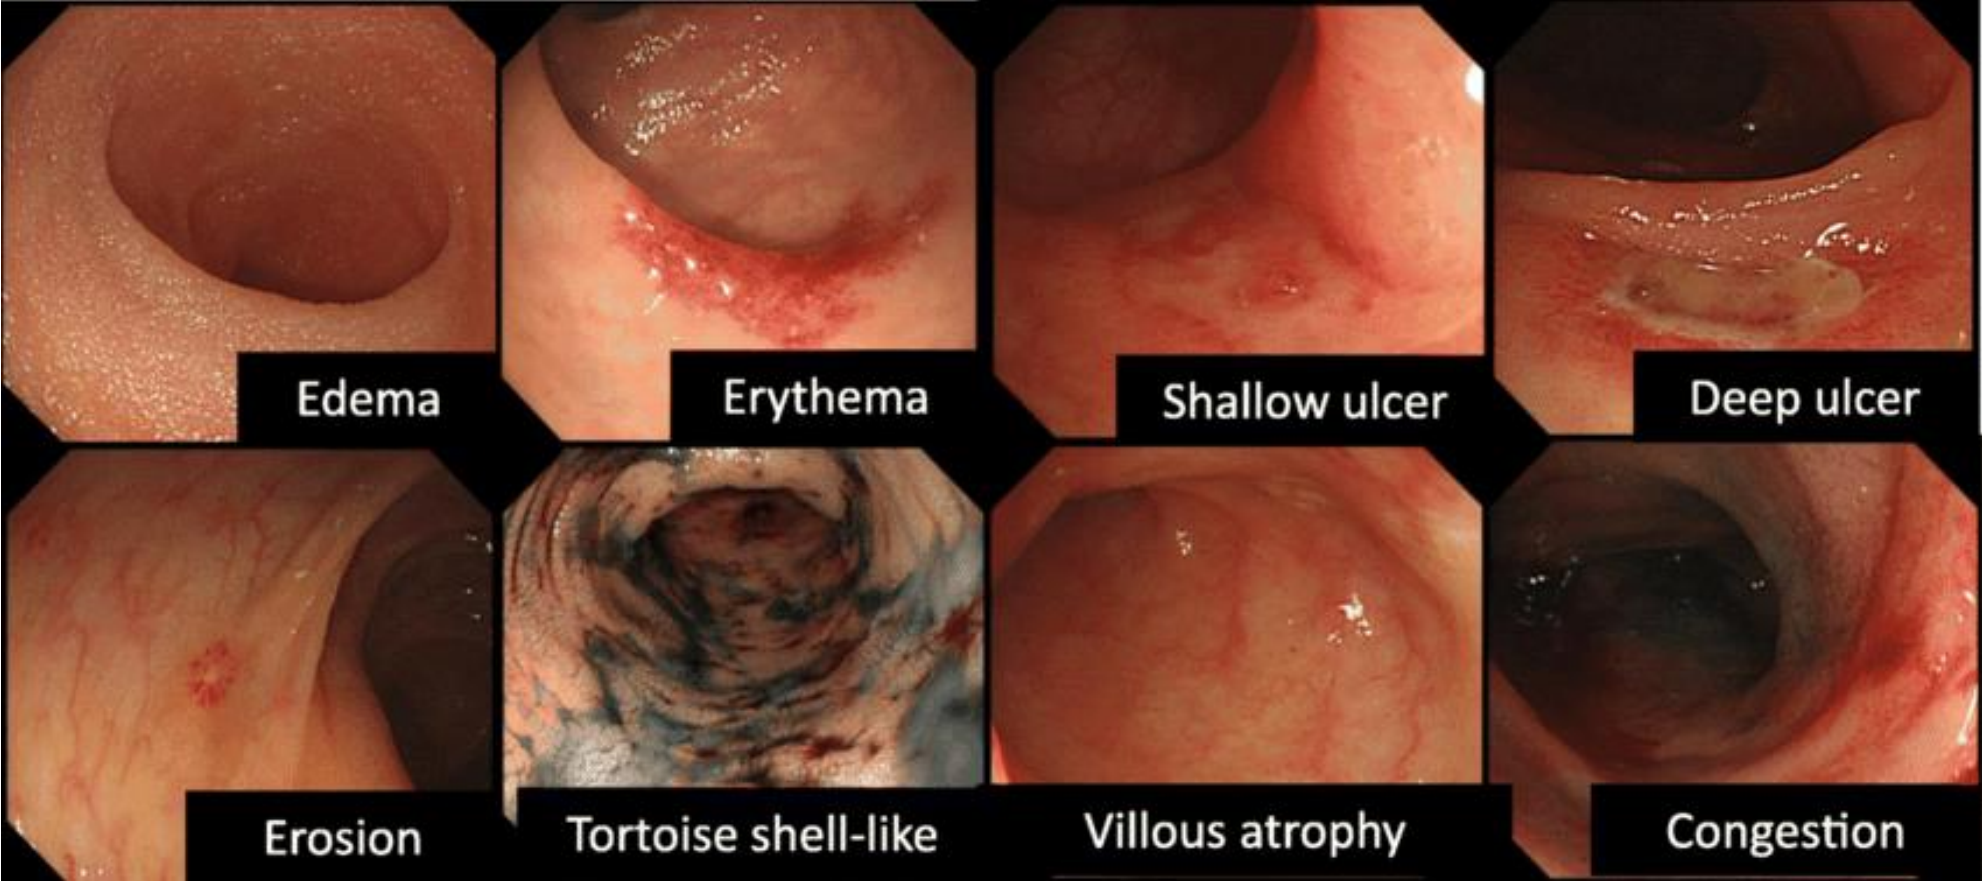 Edema
Erythema
Shallow ulcer
Deep ulcer
Erosion
Tortoise shell-like
Villous atrophy
Congestion